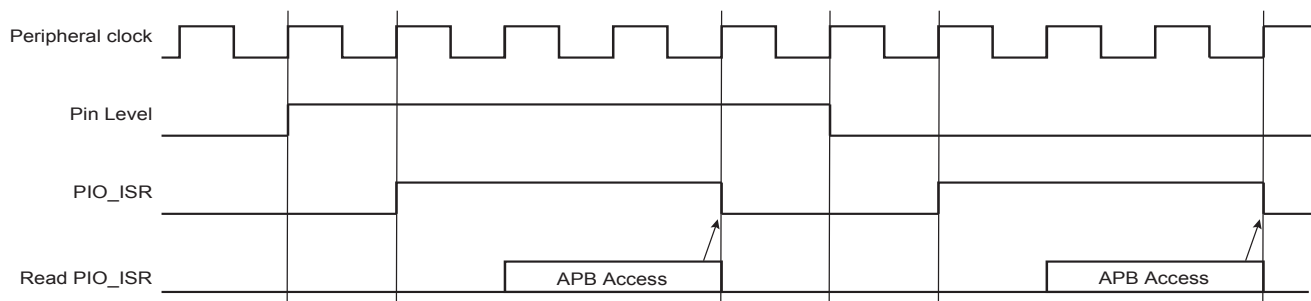 Peripheral clock
Pin Level
PIO_ISR
Read PIO_ISR
APB Access
APB Access